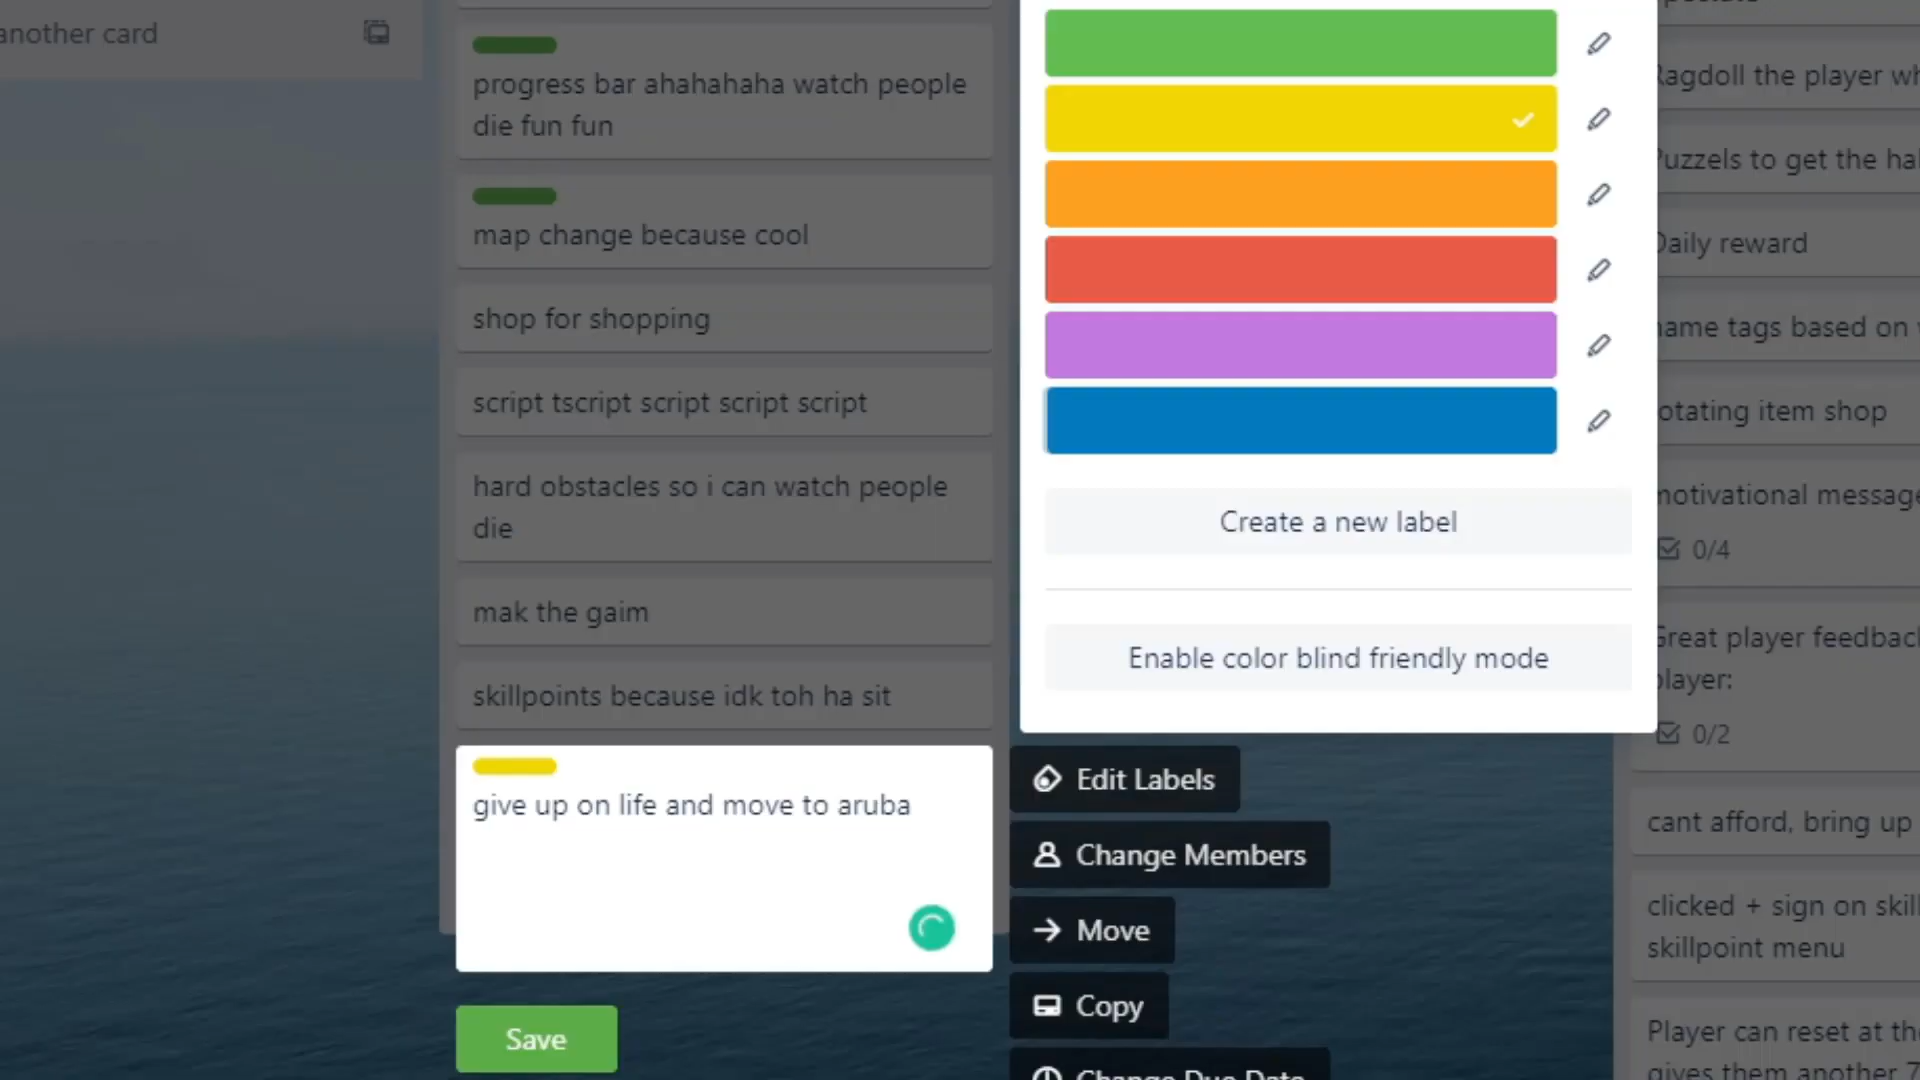 another card
progress bar ahahahaha watch people
die fun fun
map change because cool
shop for shopping
script tscript script script script
hard obstacles so i can watch people
die
mak the gaim
skillpoints because idk toh ha sit
give up on life and move to aruba
Save
Create a new label
Enable color blind friendly mode
Edit Labels
Change Members
Move
Copy
Change Due Date
Ragdoll the player wh
Puzzels to get the hal
Daily reward
name tags based on
rotating item shop
motivational message
0/4
Great player feedback
player:
0/2
cant afford, bring up
clicked + sign on skill
skillpoint menu
Player can reset at the
gives them another 7